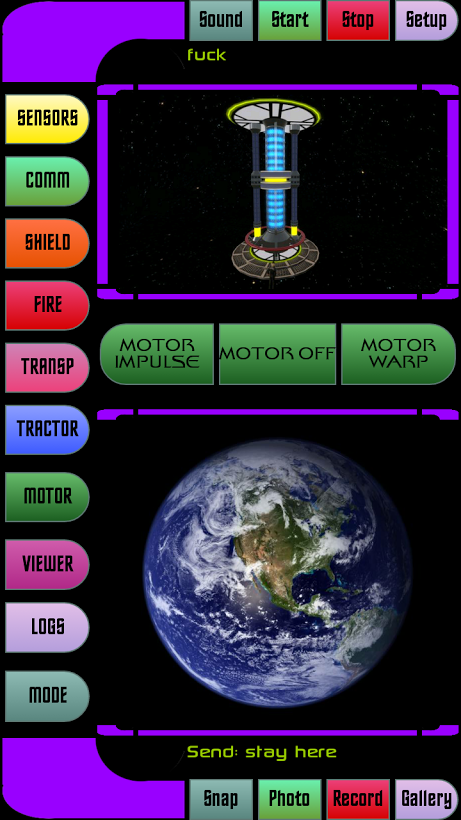 Sound Start Stop Setup
fuck
SENSORS
COMM
SHIELD
FIRE
MOTOR IMPULSE
MOTOR OFF
MOTOR WARP
TRANSP
TRACTOR
MOTOR
VIEWER
LOGS
MODE
Send: stay here
Snap Photo Record Gallery